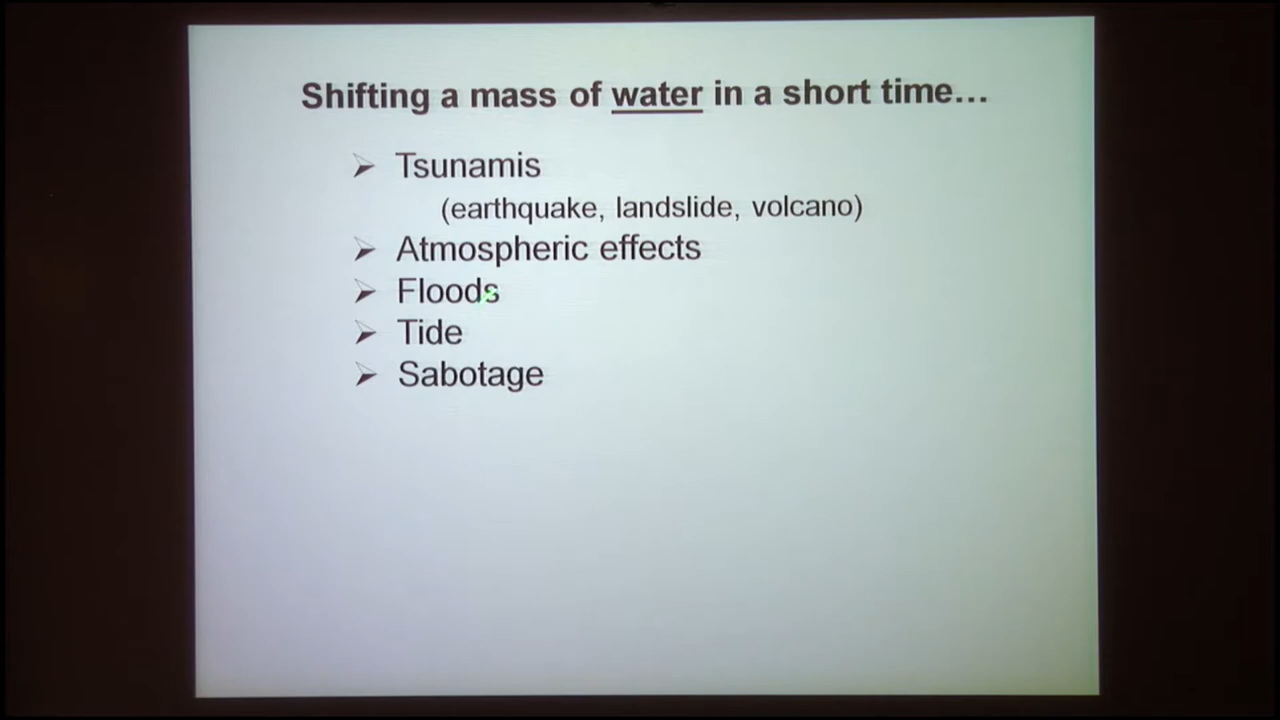 Shifting a mass of water in a short time…
➢ Tsunamis
(earthquake, landslide, volcano)
➢ Atmospheric effects
➢ Floods
➢ Tide
➢ Sabotage